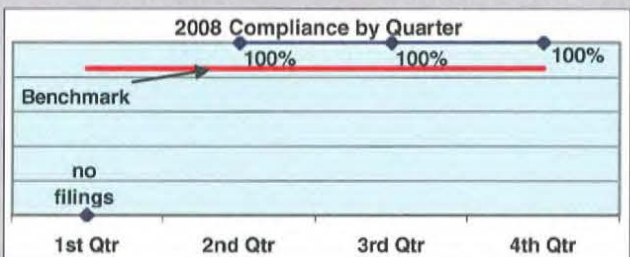 2008 Compliance by Quarter
100% 100% 100%
Benchmark
no
filings
1st Qtr 2nd Qtr 3rd Qtr 4th Qtr